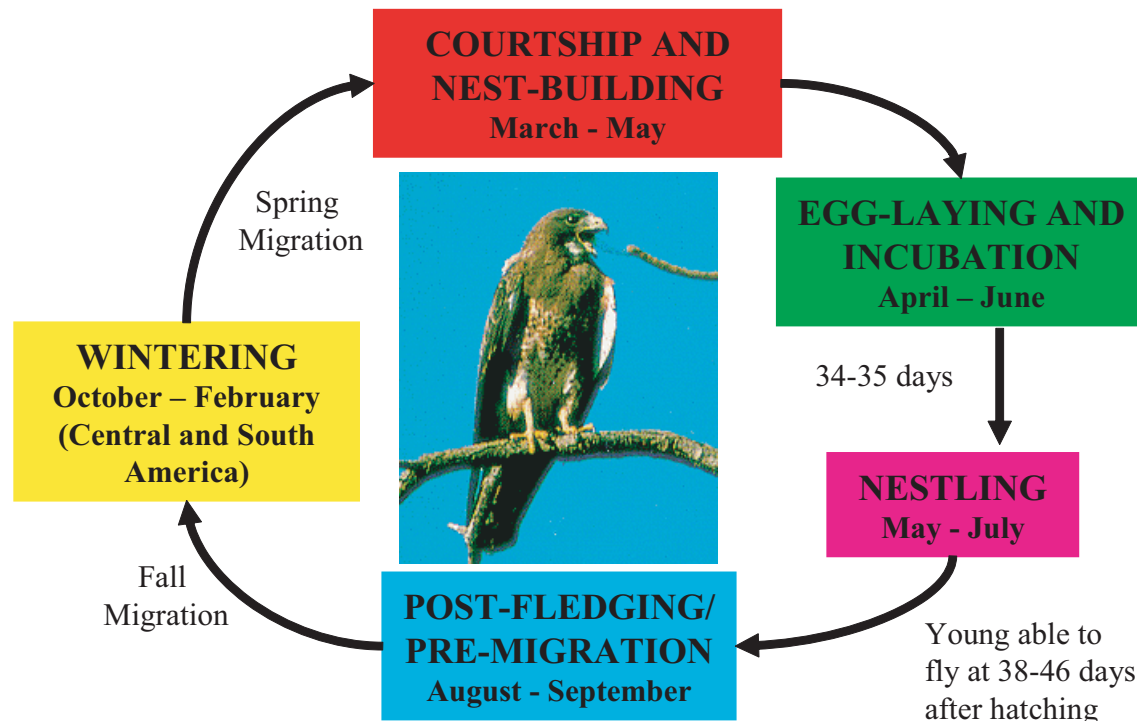 COURTSHIP AND
NEST-BUILDING
March - May
EGG-LAYING AND
INCUBATION
April – June
34-35 days
NESTLING
May - July
Young able to
fly at 38-46 days
after hatching
POST-FLEDGING/
PRE-MIGRATION
August - September
Fall
Migration
WINTERING
October – February
(Central and South
America)
Spring
Migration